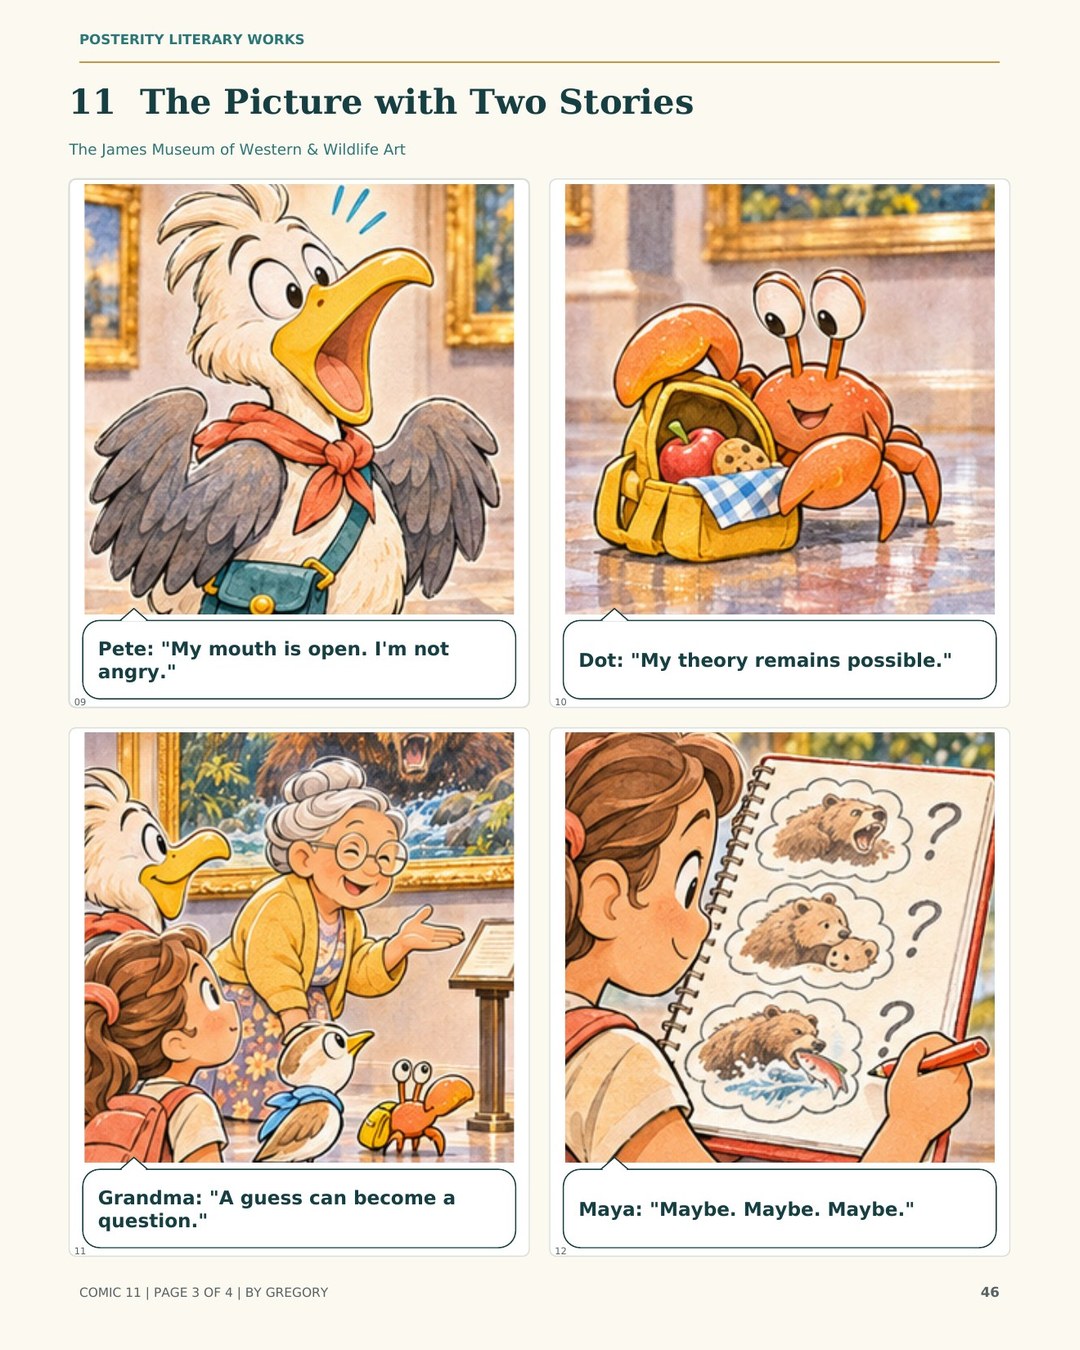 POSTERITY LITERARY WORKS
11 The Picture with Two Stories
The James Museum of Western & Wildlife Art
Pete: "My mouth is open. I'm not
angry."
09
Dot: "My theory remains possible."
10
?
?
?
Grandma: "A guess can become a
question."
11
Maya: "Maybe. Maybe. Maybe."
12
COMIC 11 | PAGE 3 OF 4 | BY GREGORY
46